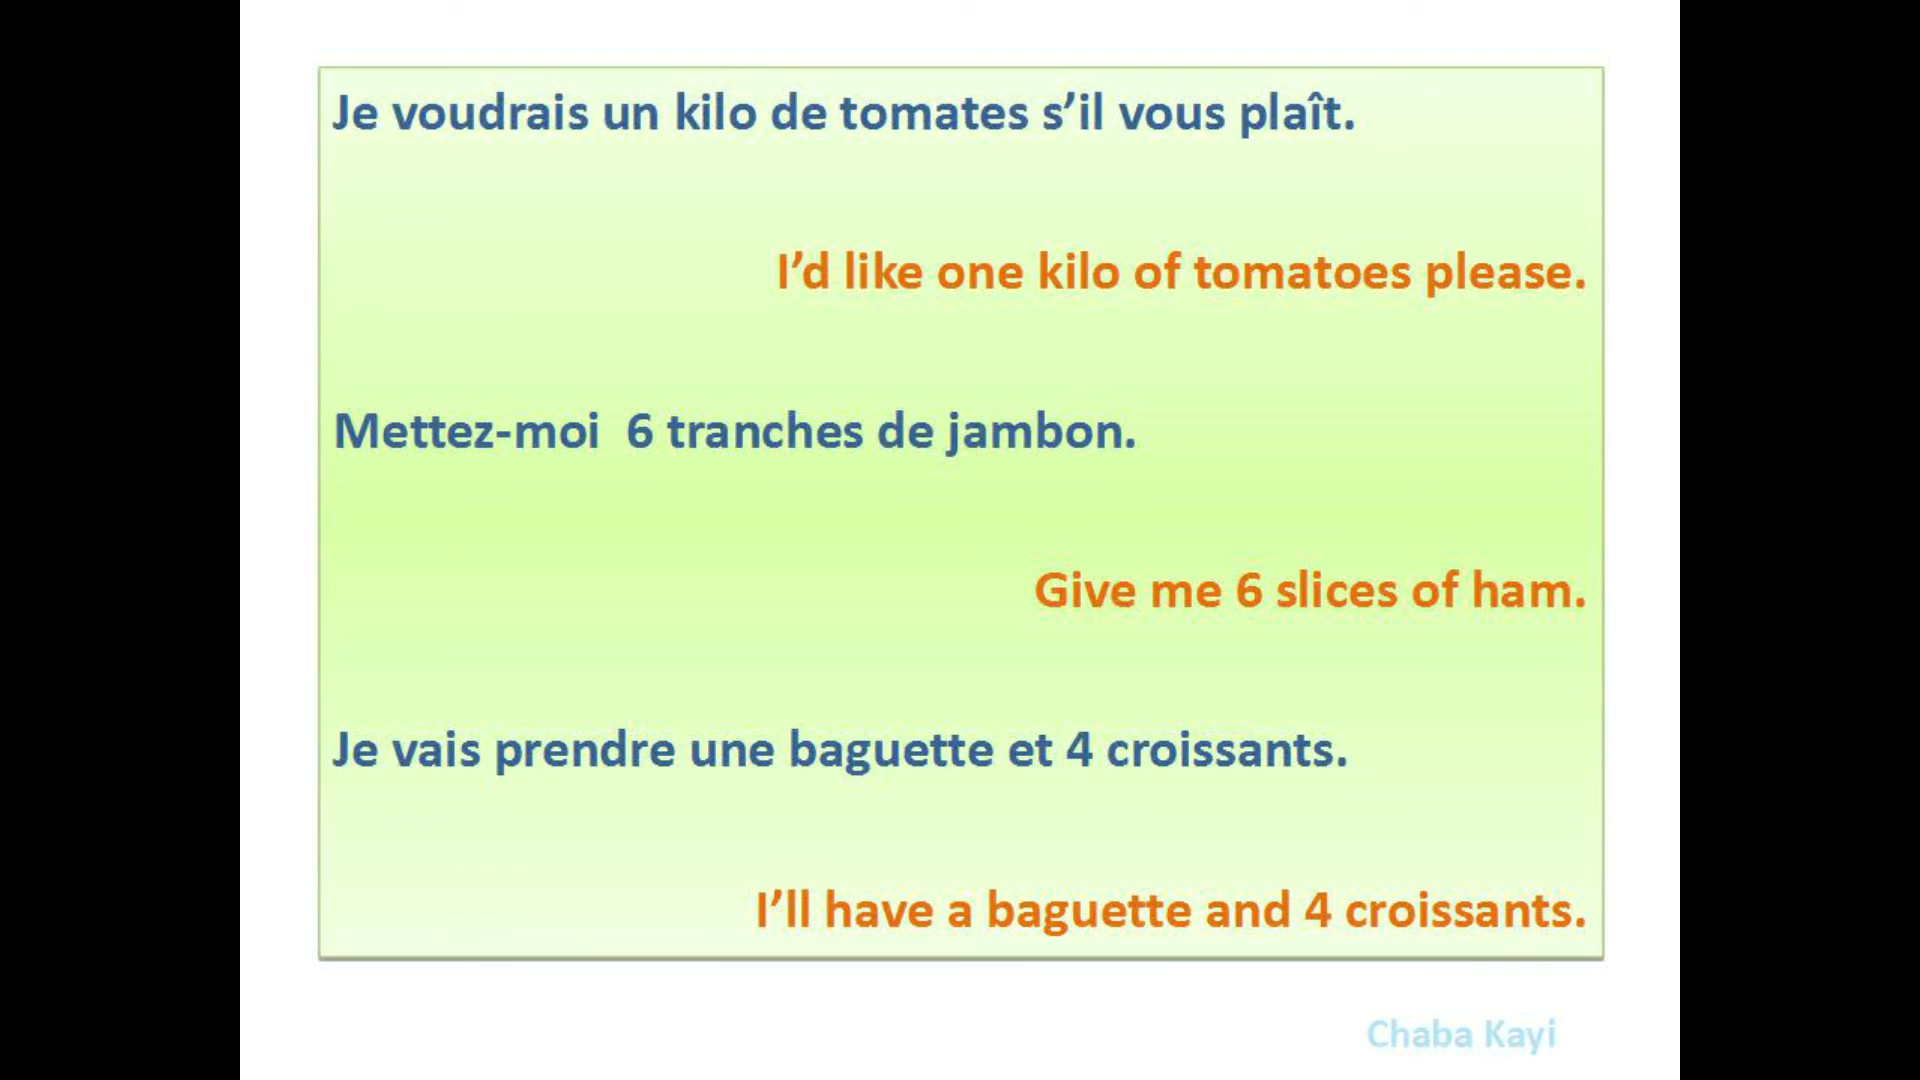 Je voudrais un kilo de tomates s’il vous plaît.
I’d like one kilo of tomatoes please.
Mettez-moi  6 tranches de jambon.
Give me 6 slices of ham.
Je vais prendre une baguette et 4 croissants.
I’ll have a baguette and 4 croissants.
Chaba Kayi